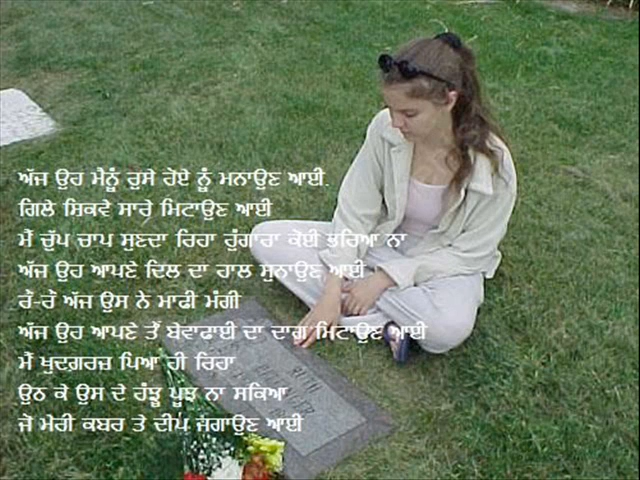 ਅੱਜ ਉਹ ਮੈਨੂੰ ਰੁਸੇ ਹੋਏ ਨੂੰ ਮਨਾਉਣ ਆਈ.
ਗਿਲੇ ਸ਼ਿਕਵੇ ਸਾਰੇ ਮਿਟਾਉਣ ਆਈ
ਮੈਂ ਚੁੱਪ ਚਾਪ ਸੁਣਦਾ ਰਿਹਾ ਹੁੰਗਾਰਾ ਕੋਈ ਭਰਿਆ ਨਾ
ਅੱਜ ਉਹ ਆਪਣੇ ਦਿਲ ਦਾ ਹਾਲ ਸੁਨਾਉਣ ਆਈ
ਰੋ-ਰੋ ਅੱਜ ਉਸ ਨੇ ਮਾਫੀ ਮੰਗੀ
ਅੱਜ ਉਹ ਆਪਣੇ ਤੋਂ ਬੇਵਾਫਾਈ ਦਾ ਦਾਗ ਮਿਟਾਉਣ ਆਈ
ਮੈਂ ਖੁਦਗਰਜ਼ ਪਿਆ ਹੀ ਰਿਹਾ
ਉਠ ਕੇ ਉਸ ਦੇ ਹੰਝੂ ਪੂਝ ਨਾ ਸਕਿਆ
ਜੋ ਮੇਰੀ ਕਬਰ ਤੇ ਦੀਪ ਜਗਾਉਣ ਆਈ
RUTH